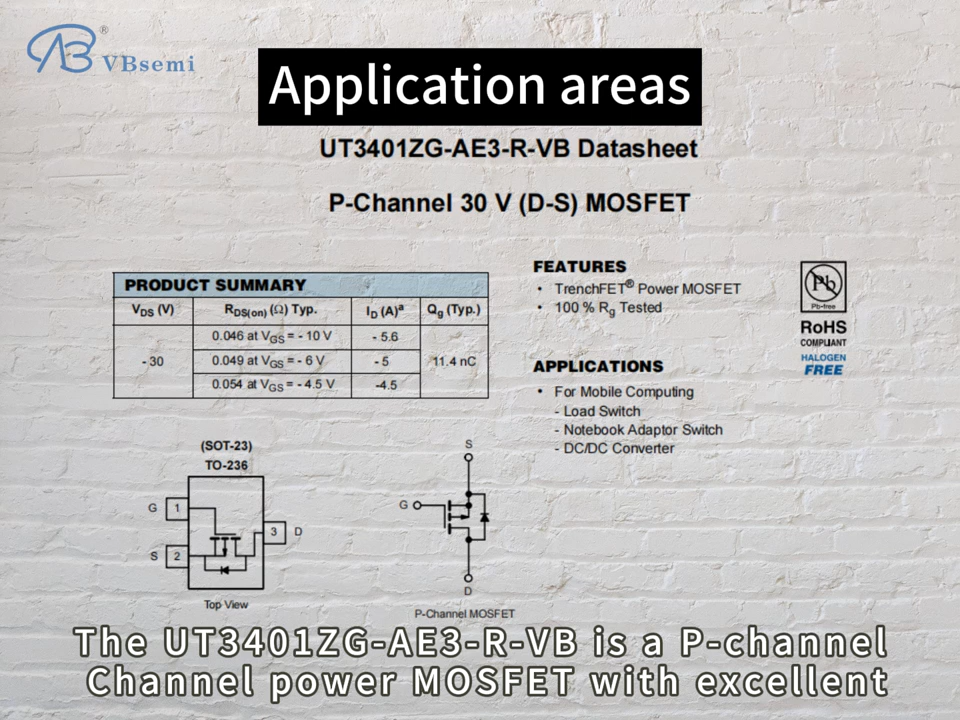 VBsemi
®
Application areas
UT3401ZG-AE3-R-VB Datasheet
P-Channel 30 V (D-S) MOSFET
PRODUCT SUMMARY
VDS (V) RDS(on) (Ω) Typ. ID (A)a Qg (Typ.)
- 30 0.046 at VGS = - 10 V - 5.6 11.4 nC
0.049 at VGS = - 6 V - 5
0.054 at VGS = - 4.5 V -4.5
FEATURES
• TrenchFET® Power MOSFET
• 100 % Rg Tested
Pb
Pb-free
RoHS
COMPLIANT
HALOGEN
FREE
APPLICATIONS
• For Mobile Computing
- Load Switch
- Notebook Adaptor Switch
- DC/DC Converter
(SOT-23)
TO-236
G 1
S 2
3 D
Top View
S
G
D
P-Channel MOSFET
The UT3401ZG-AE3-R-VB is a P-channel
Channel power MOSFET with excellent